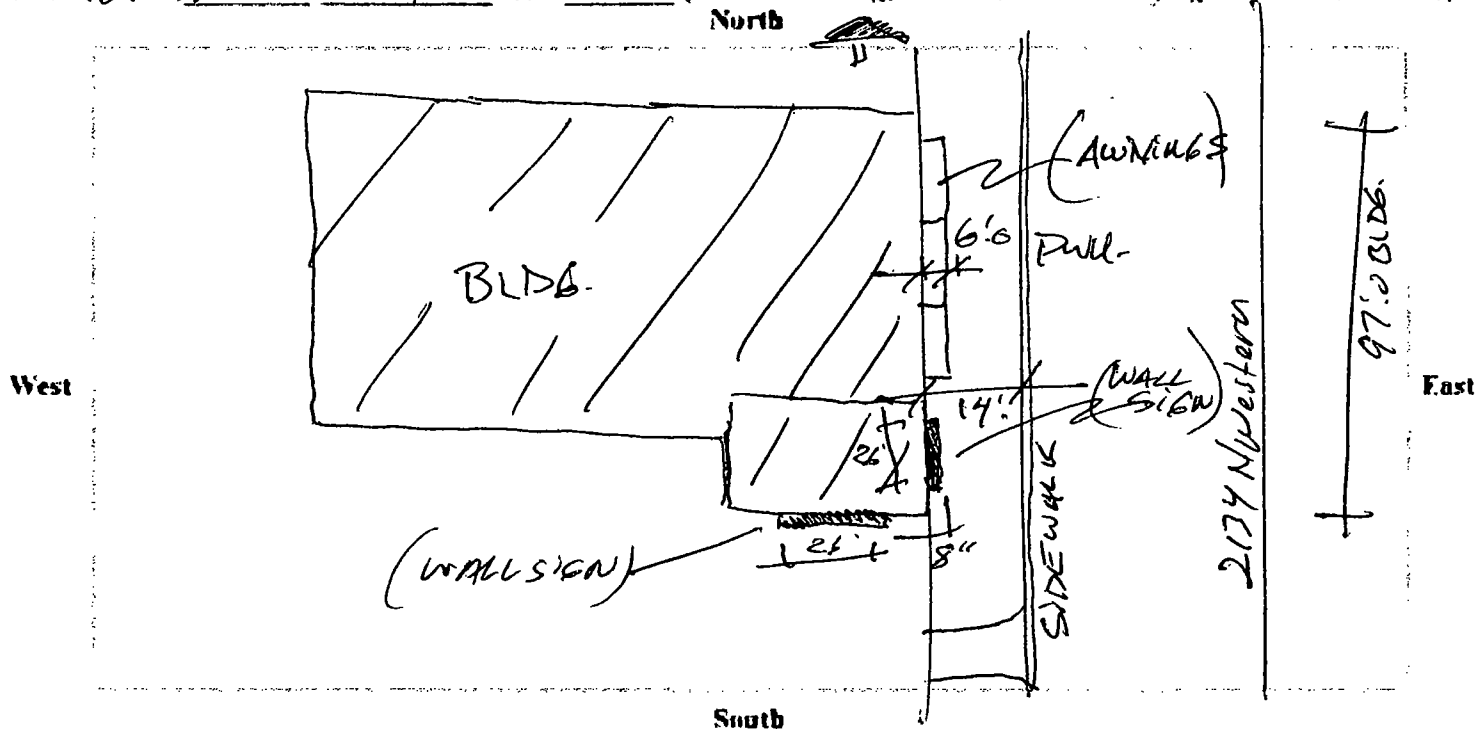 North
(AWNINGS)
6'.0
BLDG.
97'.0 BLDG.
West
East
(WALL
SIGN)
14'.
26'
2134 N Western
SIDEWALK
(WALL SIGN)
26'
8"
South